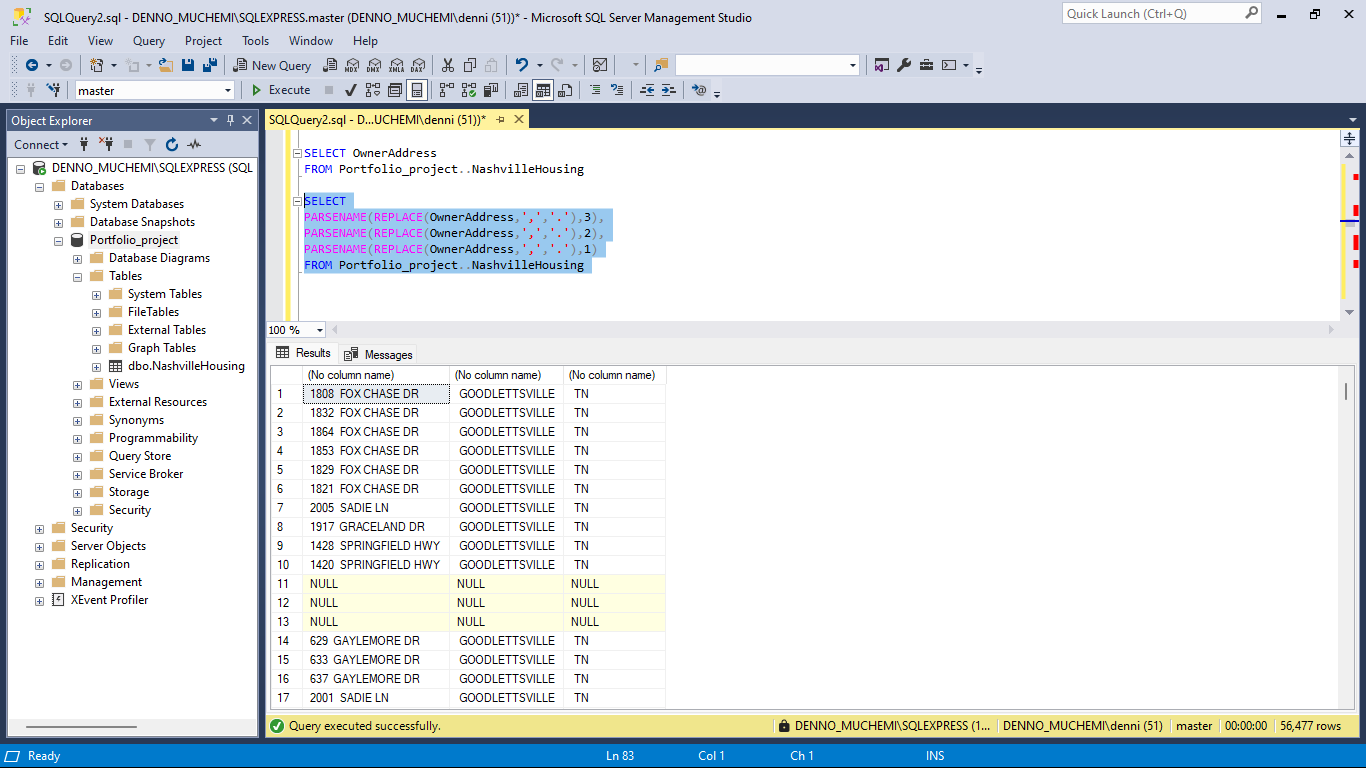 SQLQuery2.sql - DENNO_MUCHEMI\SQLEXPRESS.master (DENNO_MUCHEMI\denni (51))* - Microsoft SQL Server Management Studio
Quick Launch (Ctrl+Q)
File Edit View Query Project Tools Window Help
New Query MDX DMX XMLA DAX
master Execute
Object Explorer
Connect
DENNO_MUCHEMI\SQLEXPRESS (SQL
Databases
System Databases
Database Snapshots
Portfolio_project
Database Diagrams
Tables
System Tables
FileTables
External Tables
Graph Tables
dbo.NashvilleHousing
Views
External Resources
Synonyms
Programmability
Query Store
Service Broker
Storage
Security
Security
Server Objects
Replication
Management
XEvent Profiler
SQLQuery2.sql - D...UCHEMI\denni (51))*
SELECT OwnerAddress
FROM Portfolio_project..NashvilleHousing
SELECT
PARSENAME(REPLACE(OwnerAddress,',','.'),3),
PARSENAME(REPLACE(OwnerAddress,',','.'),2),
PARSENAME(REPLACE(OwnerAddress,',','.'),1)
FROM Portfolio_project..NashvilleHousing
100 %
Results Messages
(No column name) (No column name) (No column name)
1 1808 FOX CHASE DR GOODLETTSVILLE TN
2 1832 FOX CHASE DR GOODLETTSVILLE TN
3 1864 FOX CHASE DR GOODLETTSVILLE TN
4 1853 FOX CHASE DR GOODLETTSVILLE TN
5 1829 FOX CHASE DR GOODLETTSVILLE TN
6 1821 FOX CHASE DR GOODLETTSVILLE TN
7 2005 SADIE LN GOODLETTSVILLE TN
8 1917 GRACELAND DR GOODLETTSVILLE TN
9 1428 SPRINGFIELD HWY GOODLETTSVILLE TN
10 1420 SPRINGFIELD HWY GOODLETTSVILLE TN
11 NULL NULL NULL
12 NULL NULL NULL
13 NULL NULL NULL
14 629 GAYLEMORE DR GOODLETTSVILLE TN
15 633 GAYLEMORE DR GOODLETTSVILLE TN
16 637 GAYLEMORE DR GOODLETTSVILLE TN
17 2001 SADIE LN GOODLETTSVILLE TN
Query executed successfully. DENNO_MUCHEMI\SQLEXPRESS (1... DENNO_MUCHEMI\denni (51) master 00:00:00 56,477 rows
Ready Ln 83 Col 1 Ch 1 INS